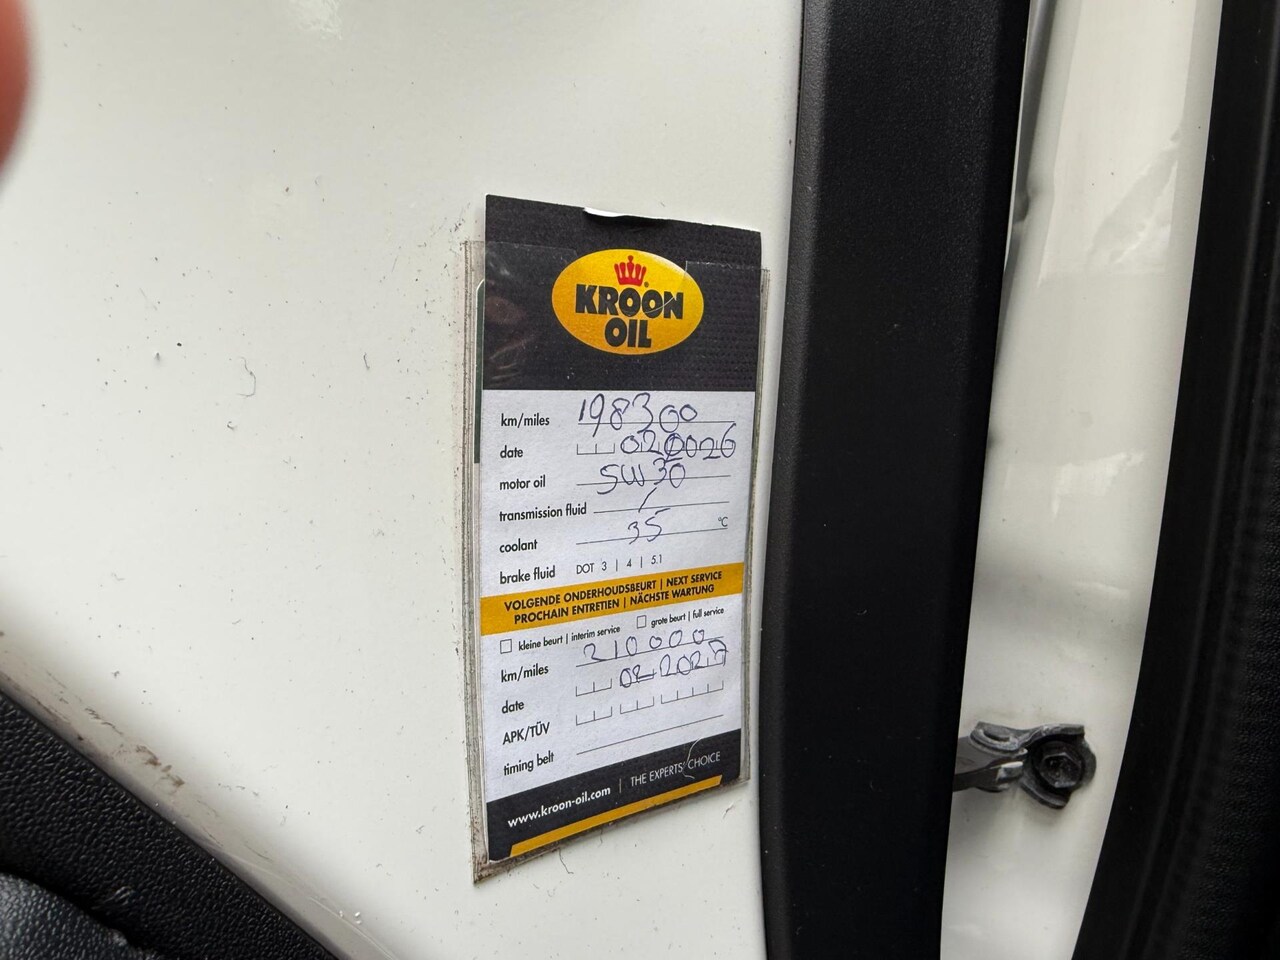 KROON
OIL
km/miles 198300
date 02 2026
motor oil 5W30
transmission fluid /
coolant 35 °C
brake fluid DOT 3 | 4 | 5.1
VOLGENDE ONDERHOUDSBEURT | NEXT SERVICE
PROCHAIN ENTRETIEN | NÄCHSTE WARTUNG
kleine beurt | interim service grote beurt | full service
km/miles 210000
date 02 2027
APK/TÜV
timing belt
www.kroon-oil.com | THE EXPERTS' CHOICE